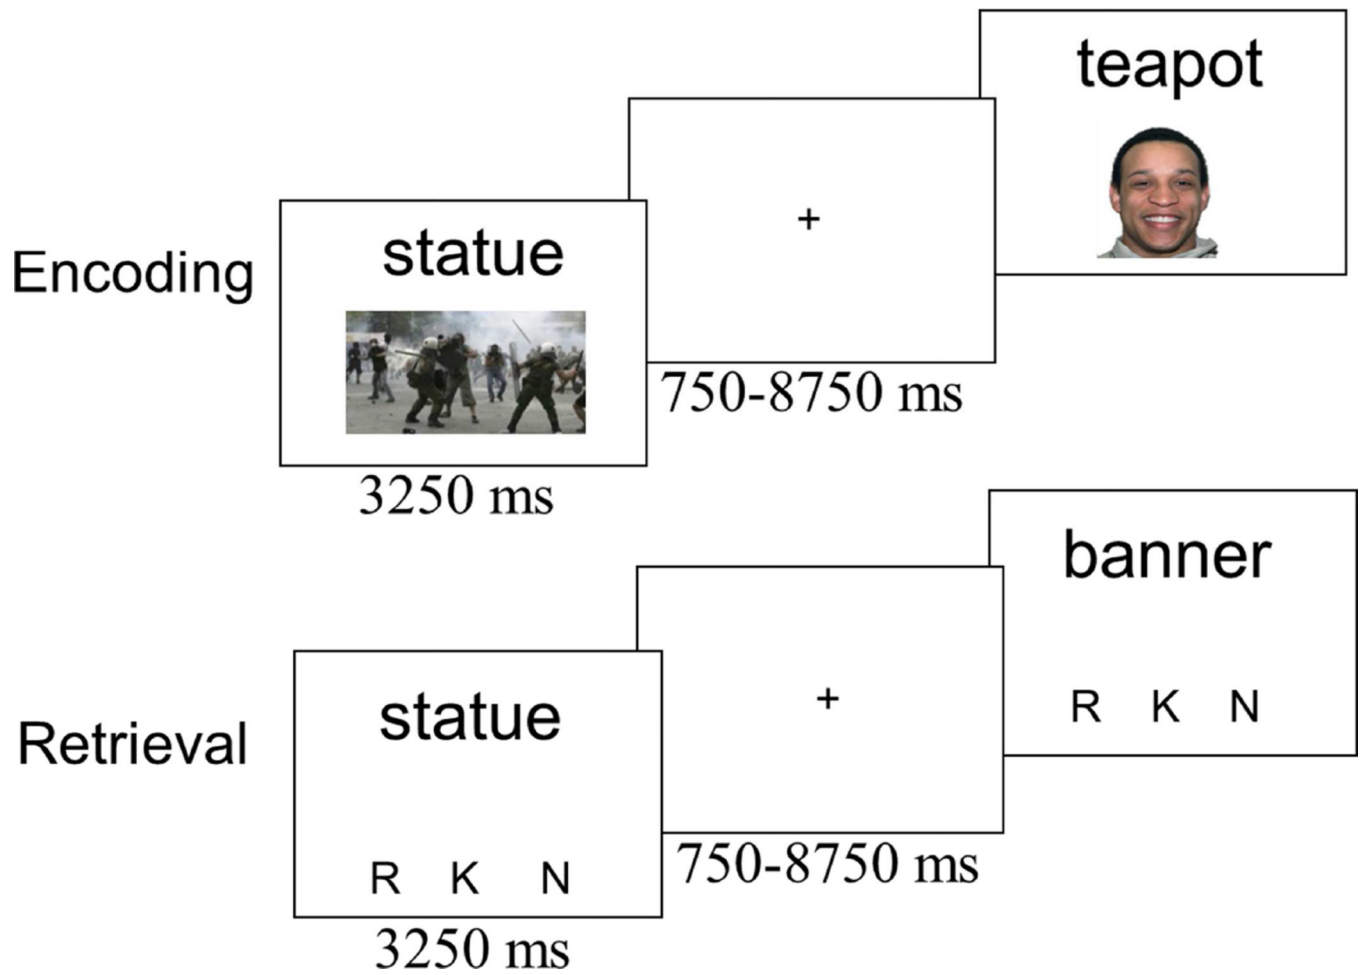 Encoding
statue
3250 ms
+
750-8750 ms
teapot
Retrieval
statue
R K N
3250 ms
+
750-8750 ms
banner
R K N